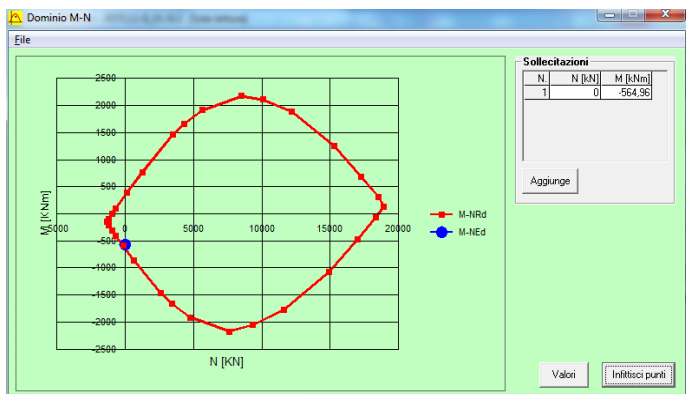 Dominio M-N
File
2500
2000
1500
1000
500
0
-5000
0
5000
10000
15000
20000
-500
-1000
-1500
-2000
-2500
M [KNm]
N [KN]
M-NRd
M-NEd
Sollecitazioni
N. N [kN] M [kNm]
1 0 -564,96
Aggiunge
Valori
Infittisci punti